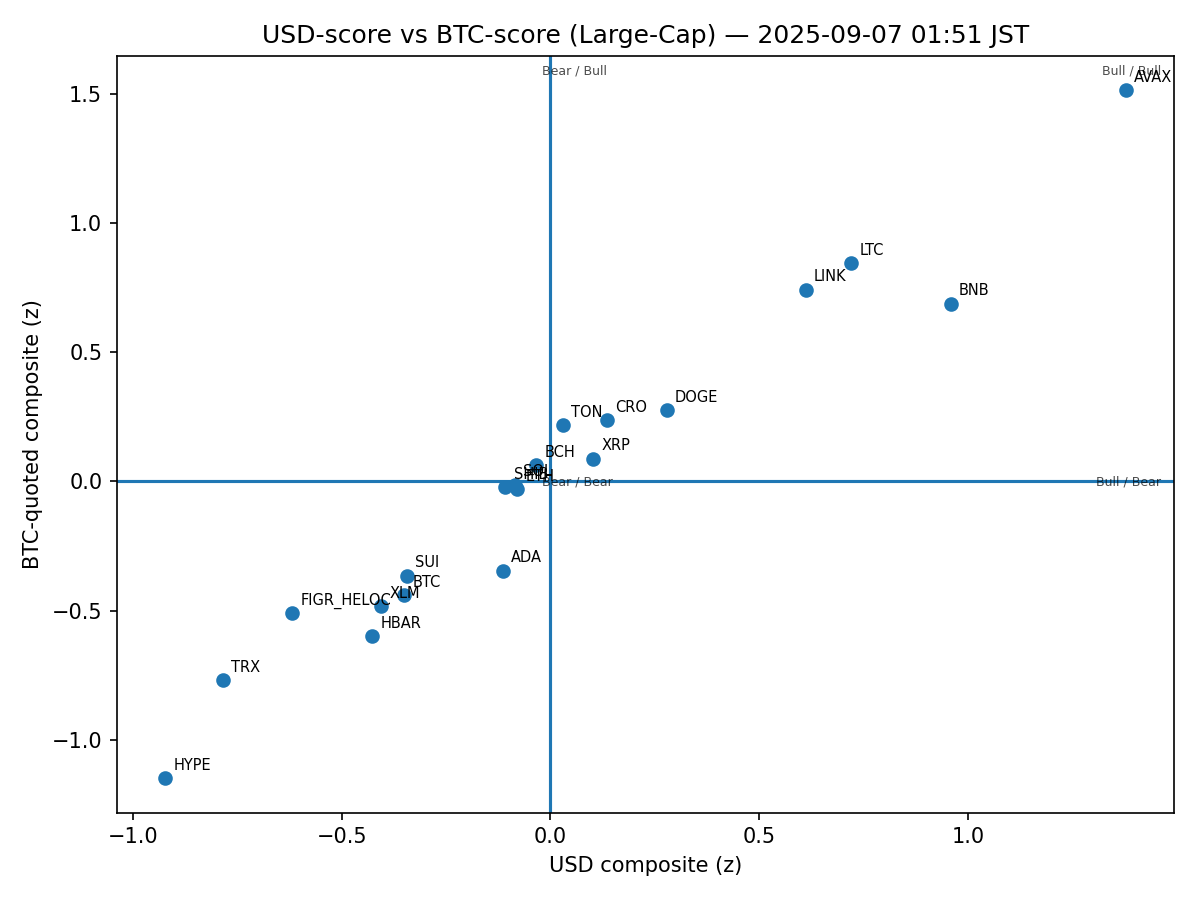 USD-score vs BTC-score (Large-Cap) — 2025-09-07 01:51 JST
Bear / Bull
Bull / Bull
AVAX
1.5
LTC
1.0
LINK
BNB
0.5
DOGE
CRO
TON
XRP
BCH
SOL
ETH
0.0
Bear / Bear
Bull / Bear
ADA
SUI
BTC
XLM
FIGR_HELOC
−0.5
HBAR
TRX
−1.0
HYPE
−1.0
−0.5
0.0
0.5
1.0
USD composite (z)
BTC-quoted composite (z)